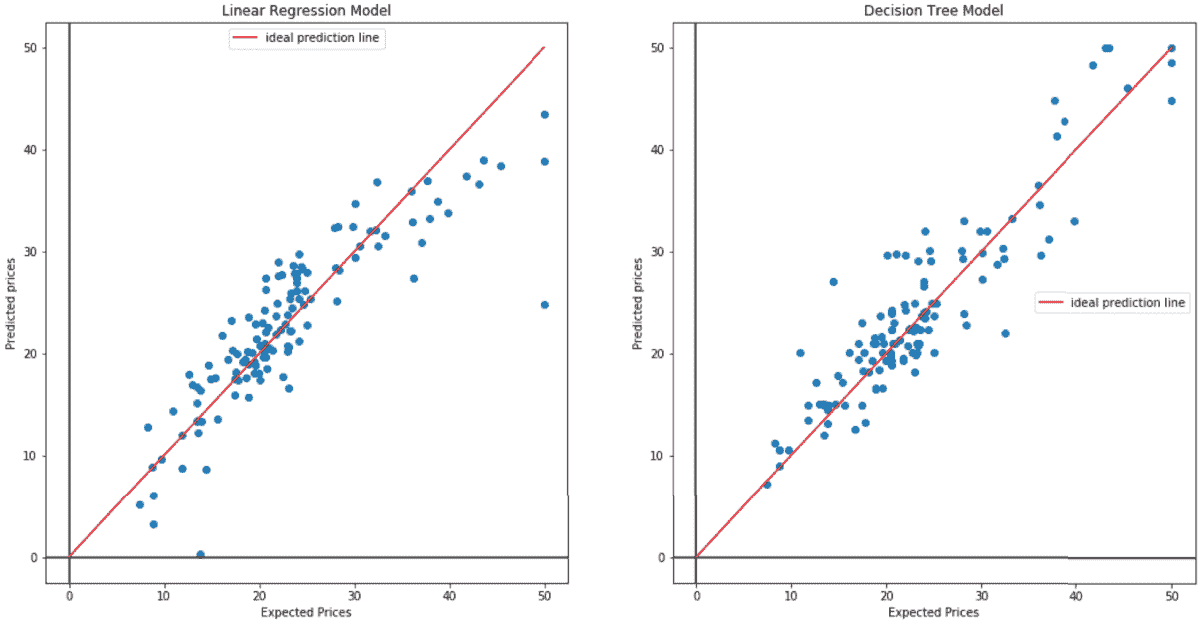 Linear Regression Model
ideal prediction line
50
40
30
20
10
0
Predicted prices
0 10 20 30 40 50
Expected Prices
Decision Tree Model
50
40
30
20
10
0
Predicted prices
ideal prediction line
0 10 20 30 40 50
Expected Prices